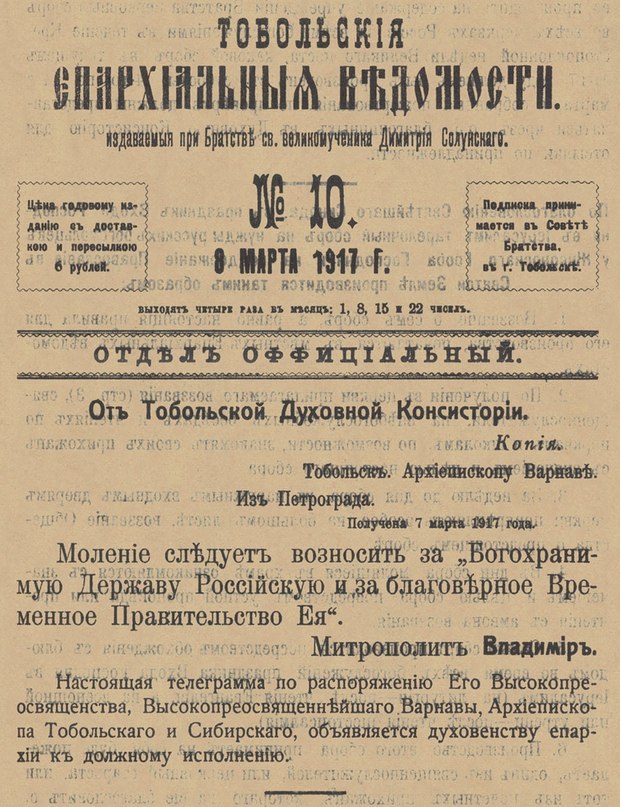 ТОБОЛЬСКІЯ
ЕПАРХІАЛЬНЫЯ ВѢДОМОСТИ.
издаваемыя при Братствѣ св. великомученика Димитрія Солунскаго.
Цѣна годовому из-
данію съ достав-
кою и пересылкою
6 рублей.
№ 10.
8 МАРТА 1917 г.
Подписка прини-
мается въ Совѣтѣ
Братства.
въ г. Тобольскѣ.
ВЫХОДЯТЪ ЧЕТЫРЕ РАЗА ВЪ МѢСЯЦЪ: 1, 8, 15 и 22 ЧИСЛЪ.
ОТДѢЛЪ ОФФИЦІАЛЬНЫЙ.
Отъ Тобольской Духовной Консисторіи.
Копія.
Тобольскъ. Архіепископу Варнавѣ.
Изъ Петрограда.
Получена 7 марта 1917 года.
Моленіе слѣдуетъ возносить за „Богохрани-
мую Державу Россійскую и за благовѣрное Вре-
менное Правительство Ея“.
Митрополитъ Владиміръ.
Настоящая телеграмма по распоряженію Его Высокопре-
освященства, Высокопреосвященнѣйшаго Варнавы, Архіеписко-
па Тобольскаго и Сибирскаго, объявляется духовенству епар-
хіи къ должному исполненію.